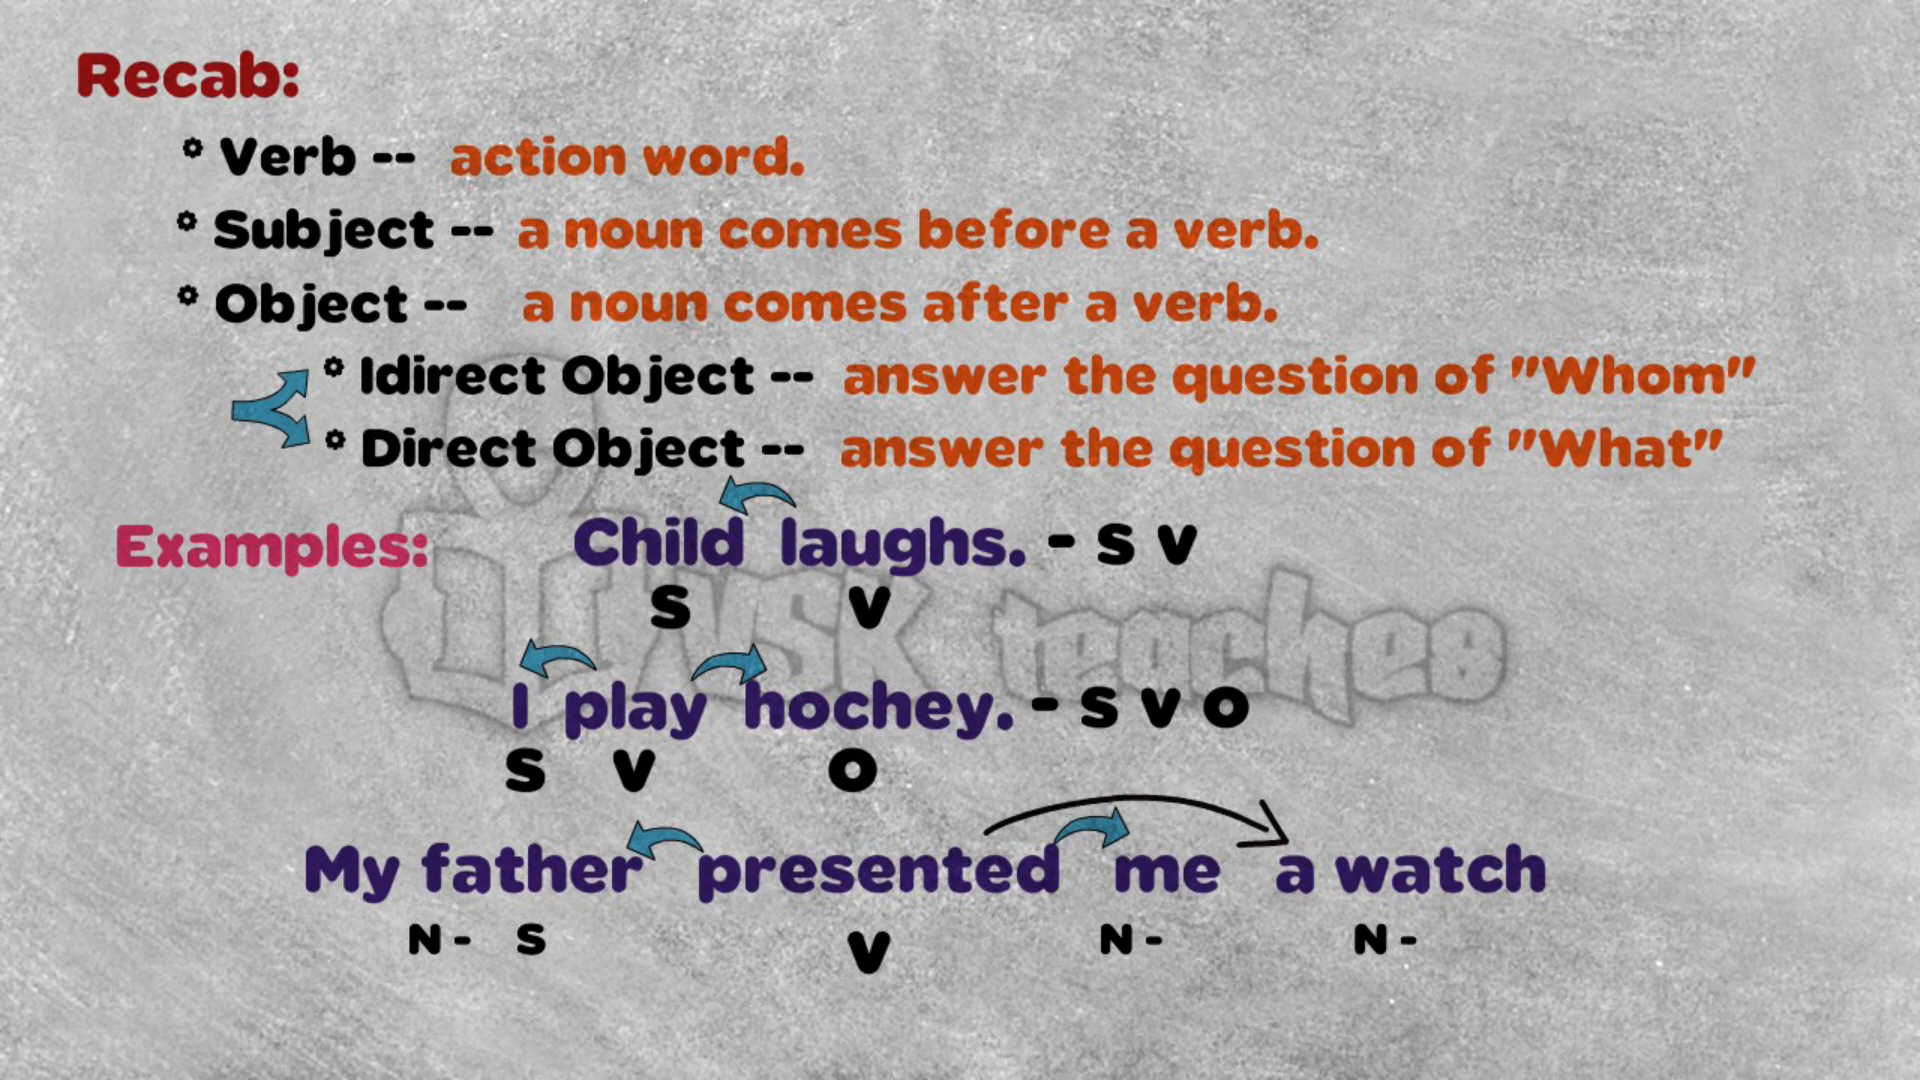 Recab:
* Verb -- action word.
* Subject -- a noun comes before a verb.
* Object -- a noun comes after a verb.
* Idirect Object -- answer the question of "Whom"
* Direct Object -- answer the question of "What"
Examples: Child laughs. - S V
S V
I play hochey. - S V O
S V O
My father presented me a watch
N - S V N - N -
teaches